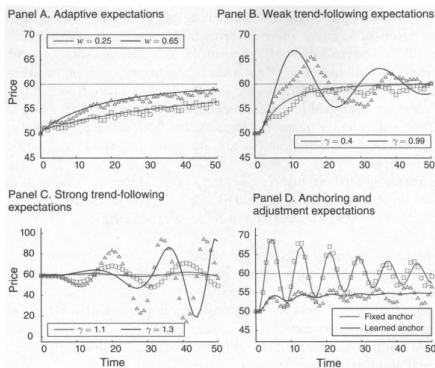 Panel A. Adaptive expectations
70
65
60
55
50
45
Price
w = 0.25
w = 0.65
0 10 20 30 40 50
Panel B. Weak trend-following expectations
70
65
60
55
50
45
γ = 0.4
γ = 0.99
0 10 20 30 40 50
Panel C. Strong trend-following
expectations
100
80
60
40
20
0
Price
γ = 1.1
γ = 1.3
0 10 20 30 40 50
Time
Panel D. Anchoring and
adjustment expectations
70
65
60
55
50
45
Fixed anchor
Learned anchor
0 10 20 30 40 50
Time